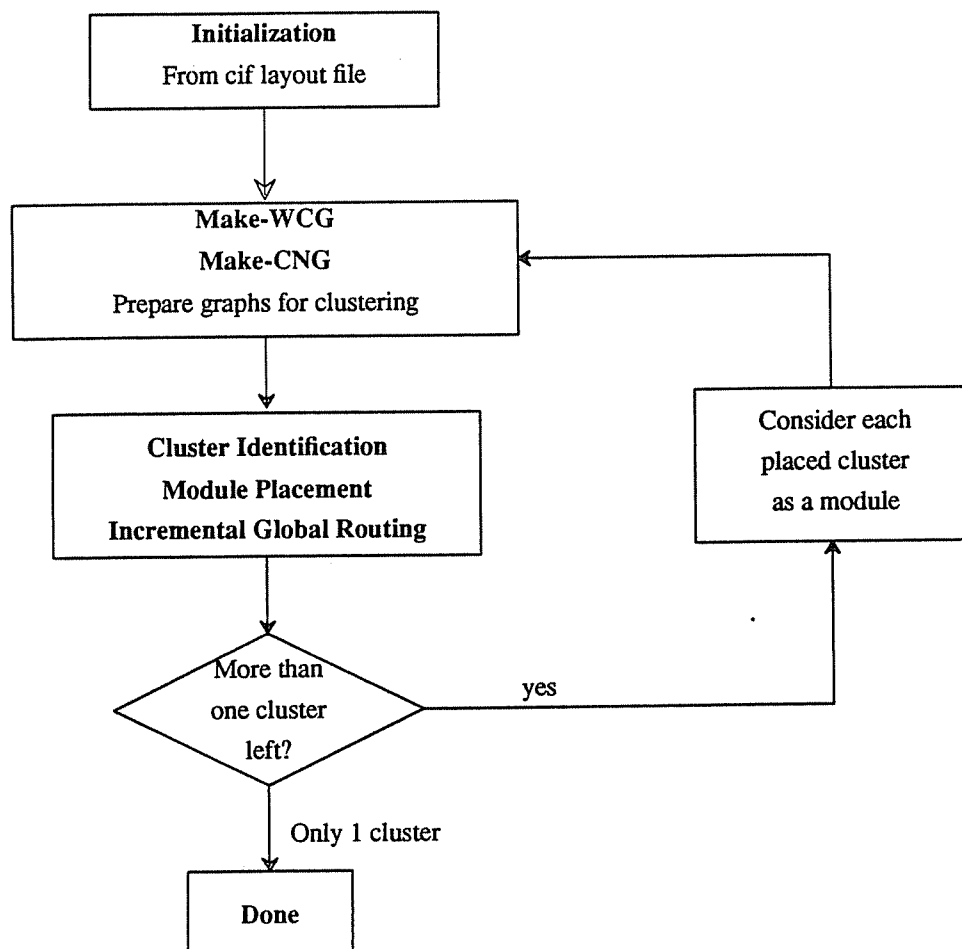 Initialization
From cif layout file
Make-WCG
Make-CNG
Prepare graphs for clustering
Cluster Identification
Module Placement
Incremental Global Routing
Consider each
placed cluster
as a module
More than
one cluster
left?
yes
Only 1 cluster
Done